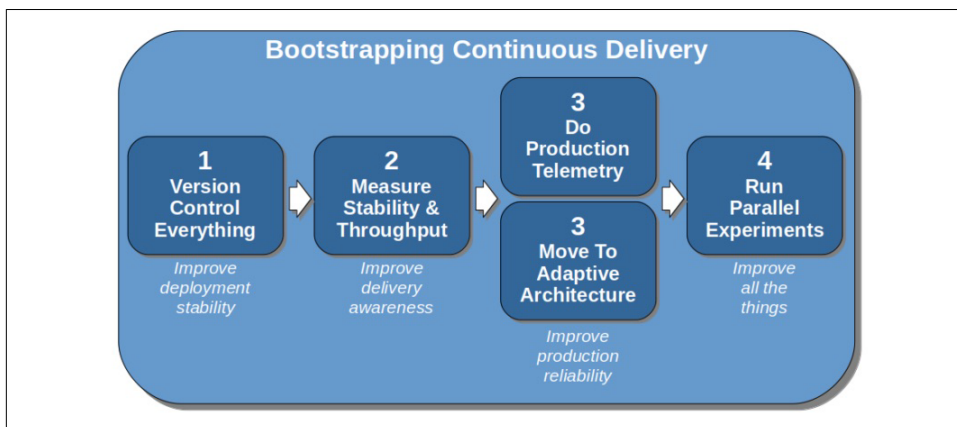 Bootstrapping Continuous Delivery
1
Version
Control
Everything
Improve
deployment
stability
2
Measure
Stability &
Throughput
Improve
delivery
awareness
3
Do
Production
Telemetry
3
Move To
Adaptive
Architecture
Improve
production
reliability
4
Run
Parallel
Experiments
Improve
all the
things